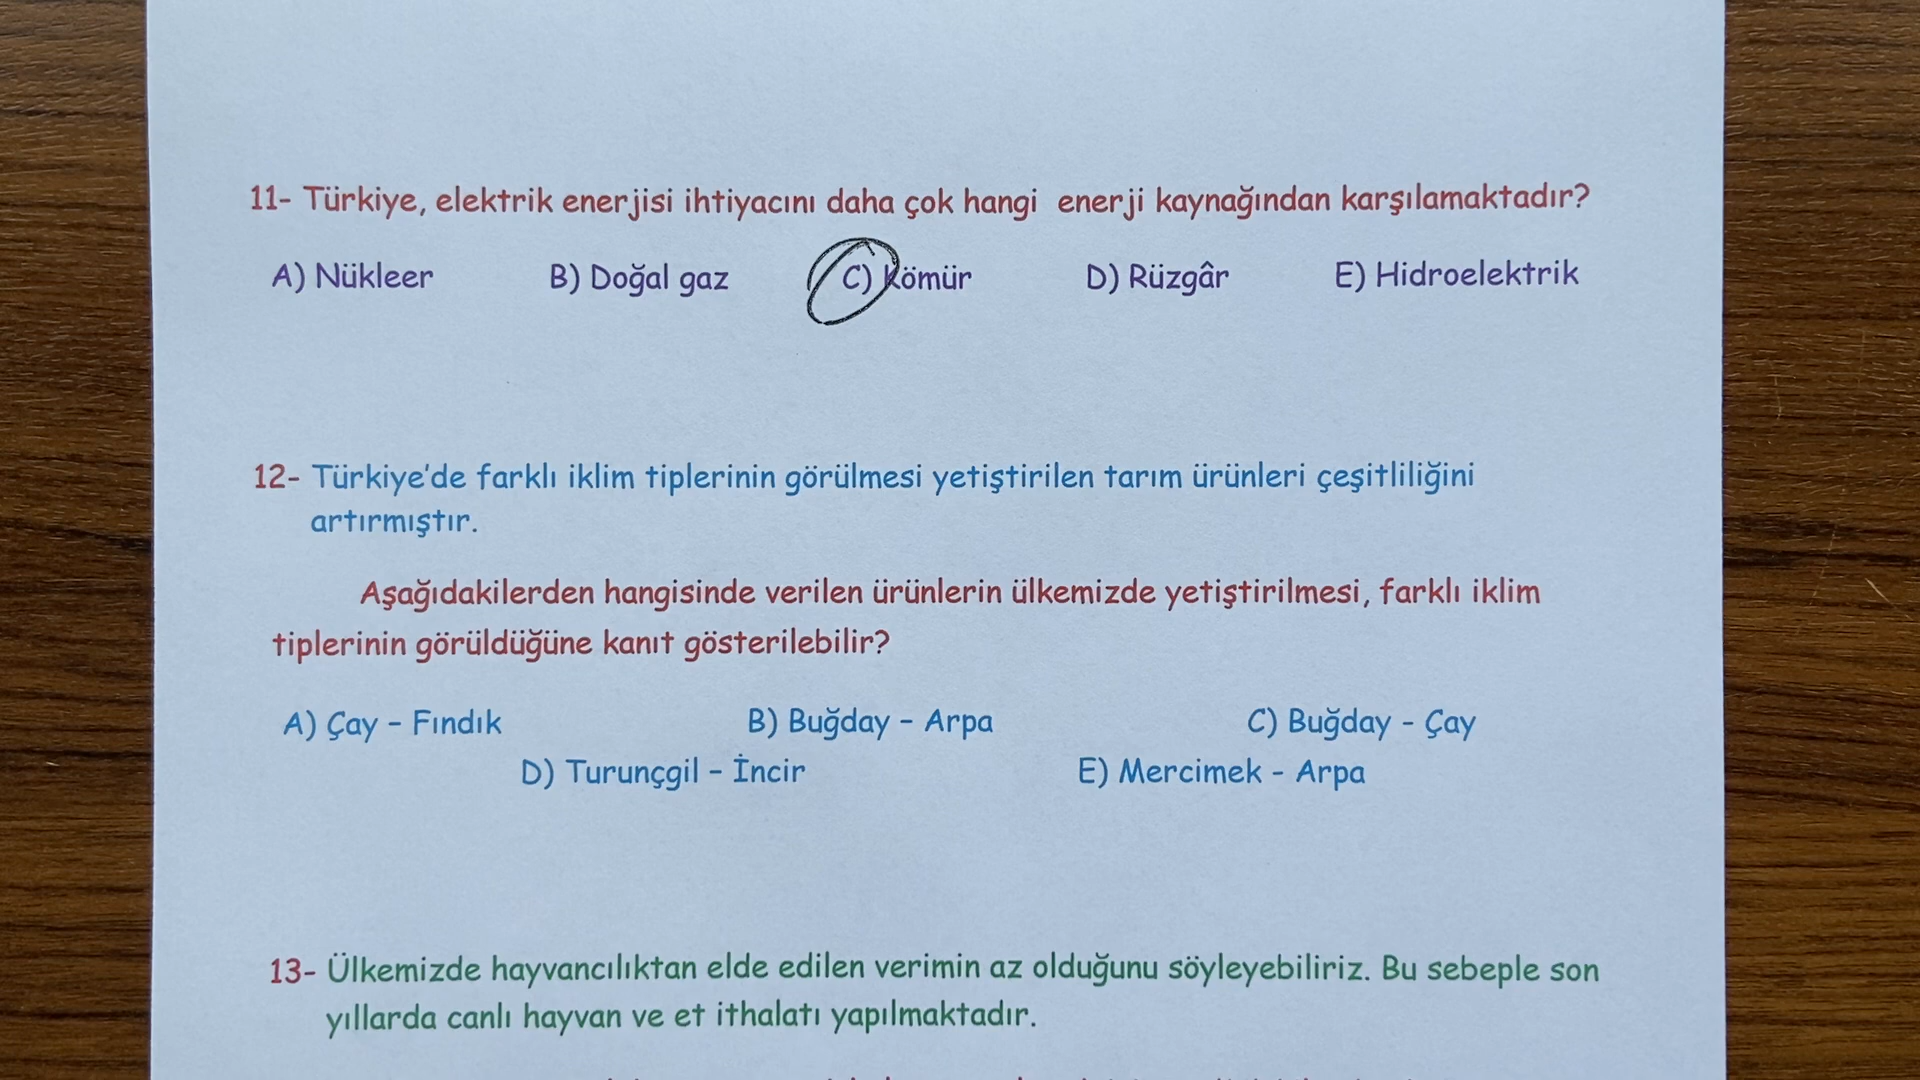 11- Türkiye, elektrik enerjisi ihtiyacını daha çok hangi enerji kaynağından karşılamaktadır?
A) Nükleer B) Doğal gaz C) Kömür D) Rüzgâr E) Hidroelektrik
12- Türkiye'de farklı iklim tiplerinin görülmesi yetiştirilen tarım ürünleri çeşitliliğini
artırmıştır.
Aşağıdakilerden hangisinde verilen ürünlerin ülkemizde yetiştirilmesi, farklı iklim
tiplerinin görüldüğüne kanıt gösterilebilir?
A) Çay - Fındık B) Buğday - Arpa C) Buğday - Çay
D) Turunçgil - İncir E) Mercimek - Arpa
13- Ülkemizde hayvancılıktan elde edilen verimin az olduğunu söyleyebiliriz. Bu sebeple son
yıllarda canlı hayvan ve et ithalatı yapılmaktadır.